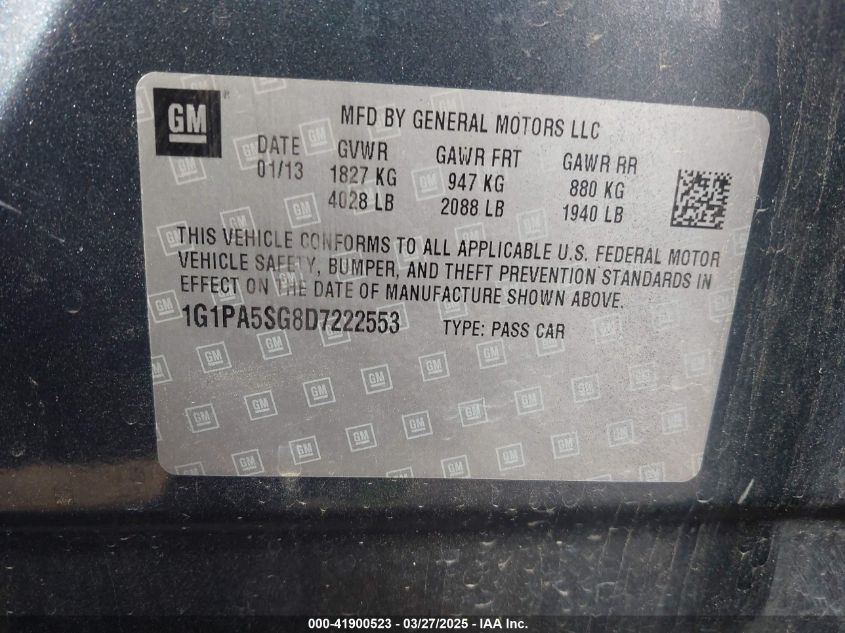 GM
MFD BY GENERAL MOTORS LLC
DATE GVWR GAWR FRT GAWR RR
01/13 1827 KG 947 KG 880 KG
4028 LB 2088 LB 1940 LB
THIS VEHICLE CONFORMS TO ALL APPLICABLE U.S. FEDERAL MOTOR
VEHICLE SAFETY, BUMPER, AND THEFT PREVENTION STANDARDS IN
EFFECT ON THE DATE OF MANUFACTURE SHOWN ABOVE.
1G1PA5SG8D7222553 TYPE: PASS CAR
000-41900523 - 03/27/2025 - IAA Inc.